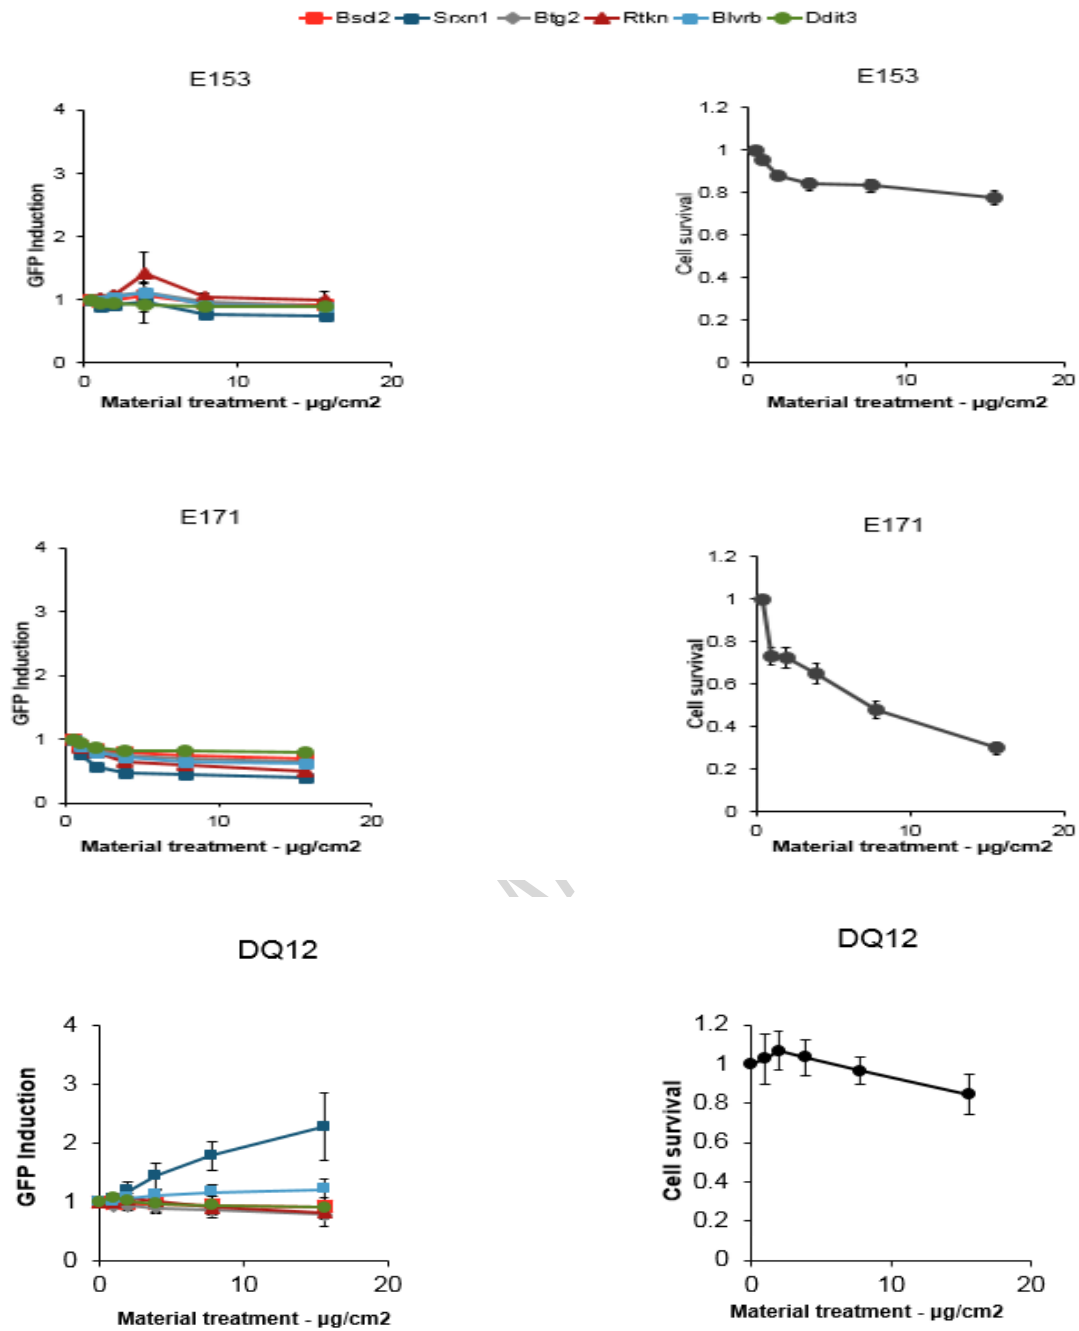 Bsd2 Srxn1 Btg2 Rtkn Blvrb Ddit3
E153
E153
4
3
2
1
0
GFP Induction
0 10 20
Material treatment - µg/cm2
1.2
1
0.8
0.6
0.4
0.2
0
Cell survival
0 10 20
Material treatment - µg/cm2
E171
E171
4
3
2
1
0
GFP Induction
0 10 20
Material treatment - µg/cm2
1.2
1
0.8
0.6
0.4
0.2
0
Cell survival
0 10 20
Material treatment - µg/cm2
DQ12
DQ12
4
3
2
1
0
GFP Induction
0 10 20
Material treatment - µg/cm2
1.2
1
0.8
0.6
0.4
0.2
0
Cell survival
0 10 20
Material treatment - µg/cm2